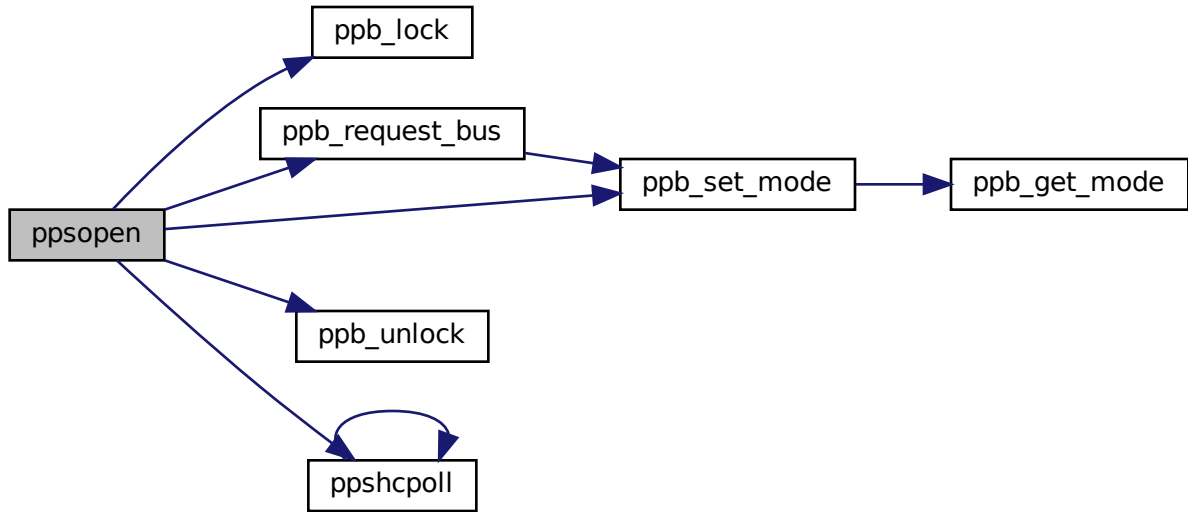 ppb_lock
ppb_request_bus
ppb_set_mode
ppb_get_mode
ppsopen
ppb_unlock
ppshcpoll